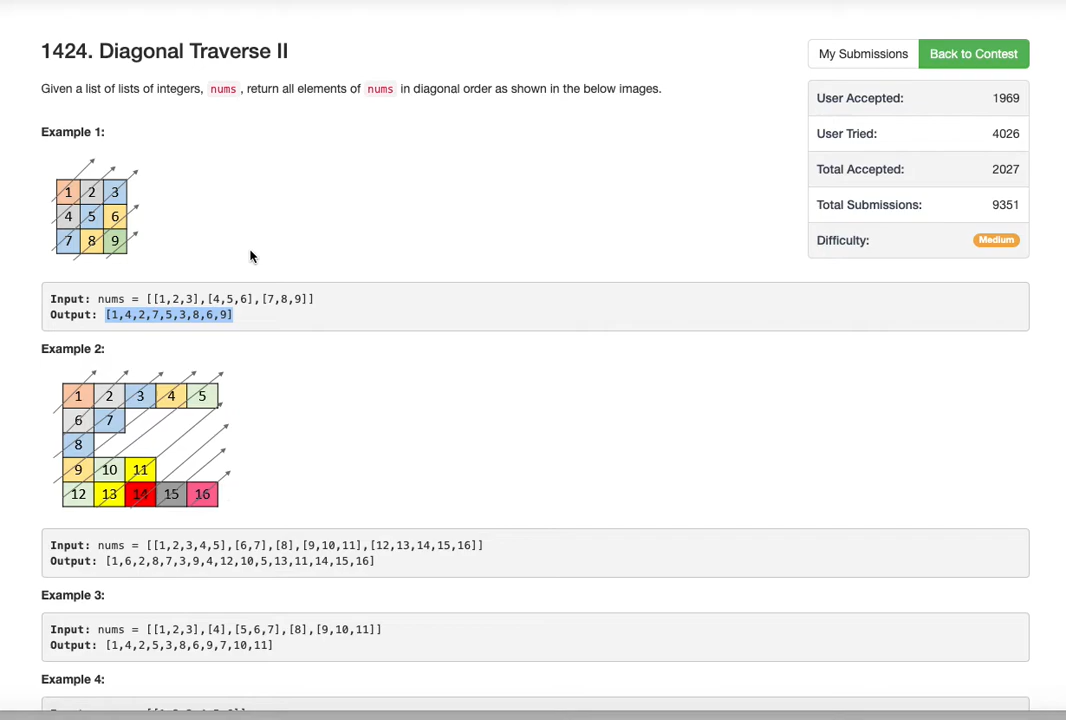 1424. Diagonal Traverse II
My Submissions
Back to Contest
Given a list of lists of integers, nums , return all elements of nums in diagonal order as shown in the below images.
User Accepted: 1969
User Tried: 4026
Total Accepted: 2027
Total Submissions: 9351
Difficulty: Medium
Example 1:
1 2 3
4 5 6
7 8 9
Input: nums = [[1,2,3],[4,5,6],[7,8,9]]
Output: [1,4,2,7,5,3,8,6,9]
Example 2:
1 2 3 4 5
6 7
8
9 10 11
12 13 14 15 16
Input: nums = [[1,2,3,4,5],[6,7],[8],[9,10,11],[12,13,14,15,16]]
Output: [1,6,2,8,7,3,9,4,12,10,5,13,11,14,15,16]
Example 3:
Input: nums = [[1,2,3],[4],[5,6,7],[8],[9,10,11]]
Output: [1,4,2,5,3,8,6,9,7,10,11]
Example 4: